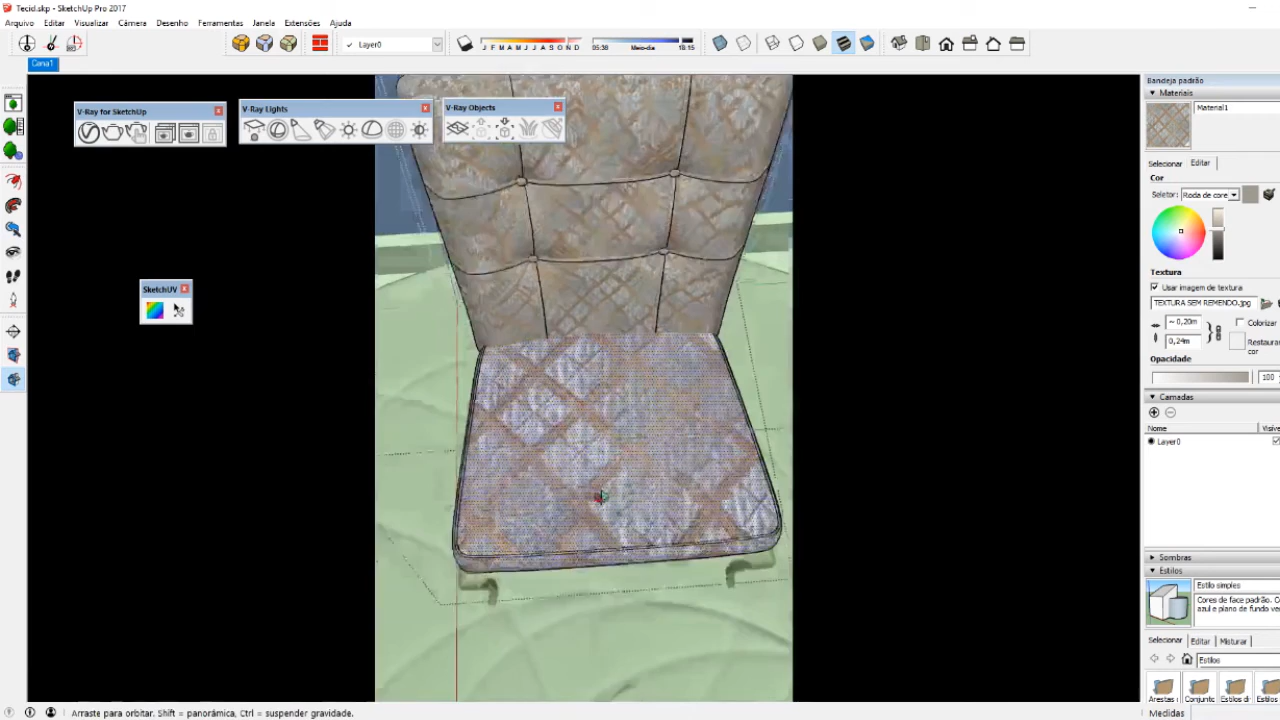 Tecid.skp - SketchUp Pro 2017
Arquivo Editar Visualizar Câmera Desenho Ferramentas Janela Extensões Ajuda
Layer0
J F M A M J J A S O N D
05:38 Meio-dia 18:15
Cena1
Bandeja padrão
Materiais
V-Ray for SketchUp
V-Ray Lights
V-Ray Objects
Material1
Selecionar Editar
Cor
Seletor: Roda de core
SketchUV
Textura
Usar imagem de textura
TEXTURA SEM REMENDO.jpg
~ 0,20m
Colorizar
0,24m
Restaurar
cor
Opacidade
100
Camadas
Nome Visíve
Layer0
Sombras
Estilos
Estilo simples
Cores de face padrão. C
azul e plano de fundo ve
Selecionar Editar Misturar
Estilos
Arestas Conjunto Estilos d Estilos
Arraste para orbitar. Shift = panorâmica, Ctrl = suspender gravidade.
Medidas